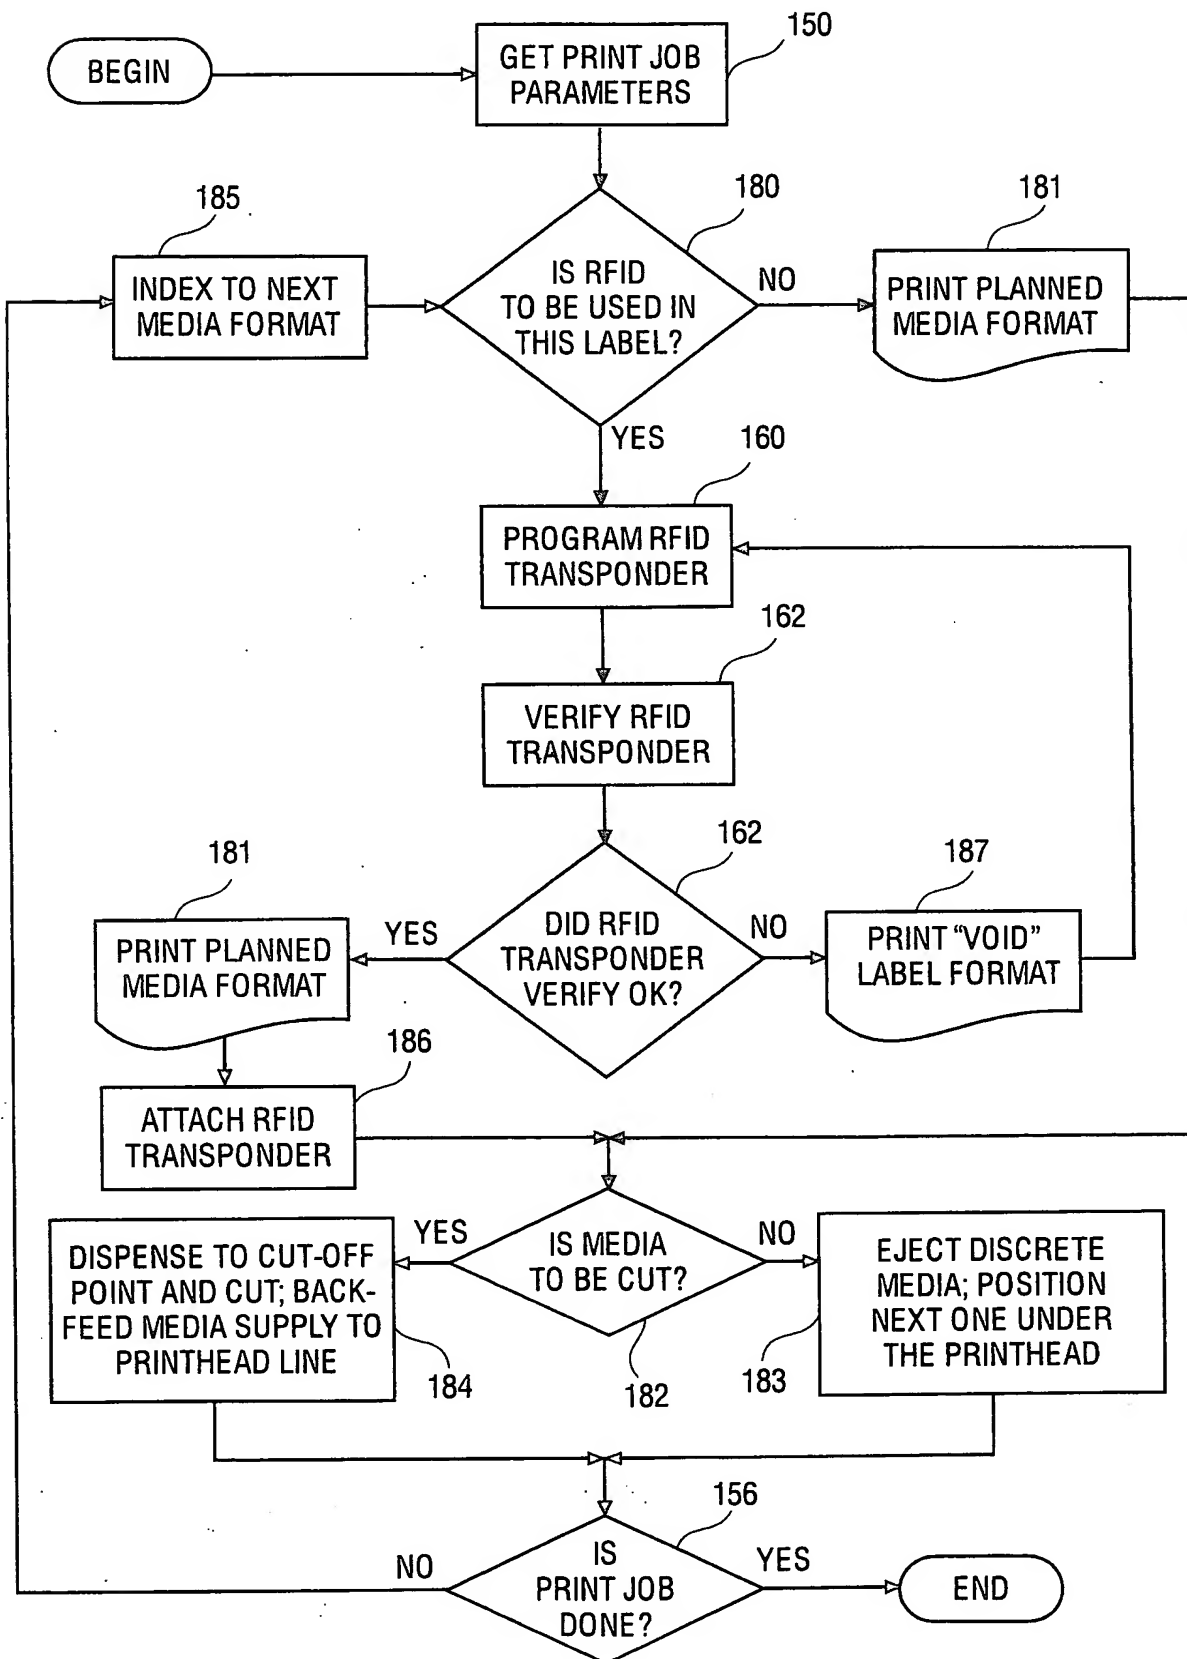 150
BEGIN
GET PRINT JOB
PARAMETERS
185
180
181
INDEX TO NEXT
MEDIA FORMAT
IS RFID
TO BE USED IN
THIS LABEL?
NO
PRINT PLANNED
MEDIA FORMAT
YES
160
PROGRAM RFID
TRANSPONDER
162
VERIFY RFID
TRANSPONDER
181
162
187
PRINT PLANNED
MEDIA FORMAT
YES
DID RFID
TRANSPONDER
VERIFY OK?
NO
PRINT “VOID”
LABEL FORMAT
186
ATTACH RFID
TRANSPONDER
DISPENSE TO CUT-OFF
POINT AND CUT; BACK-
FEED MEDIA SUPPLY TO
PRINTHEAD LINE
YES
IS MEDIA
TO BE CUT?
NO
EJECT DISCRETE
MEDIA; POSITION
NEXT ONE UNDER
THE PRINTHEAD
184
182
183
156
NO
IS
PRINT JOB
DONE?
YES
END